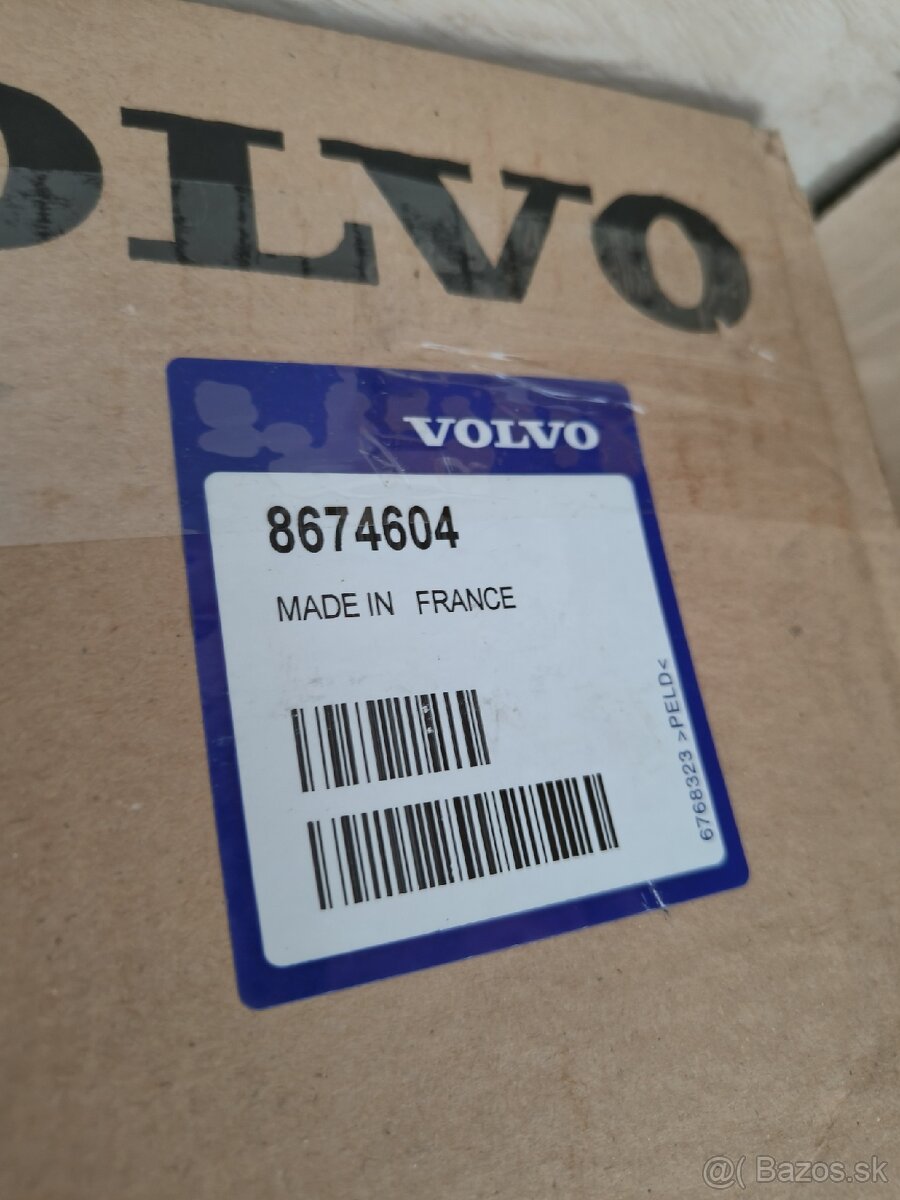 OLVO
VOLVO
8674604
MADE IN FRANCE
6768323 >PELD<
@( Bazos.sk